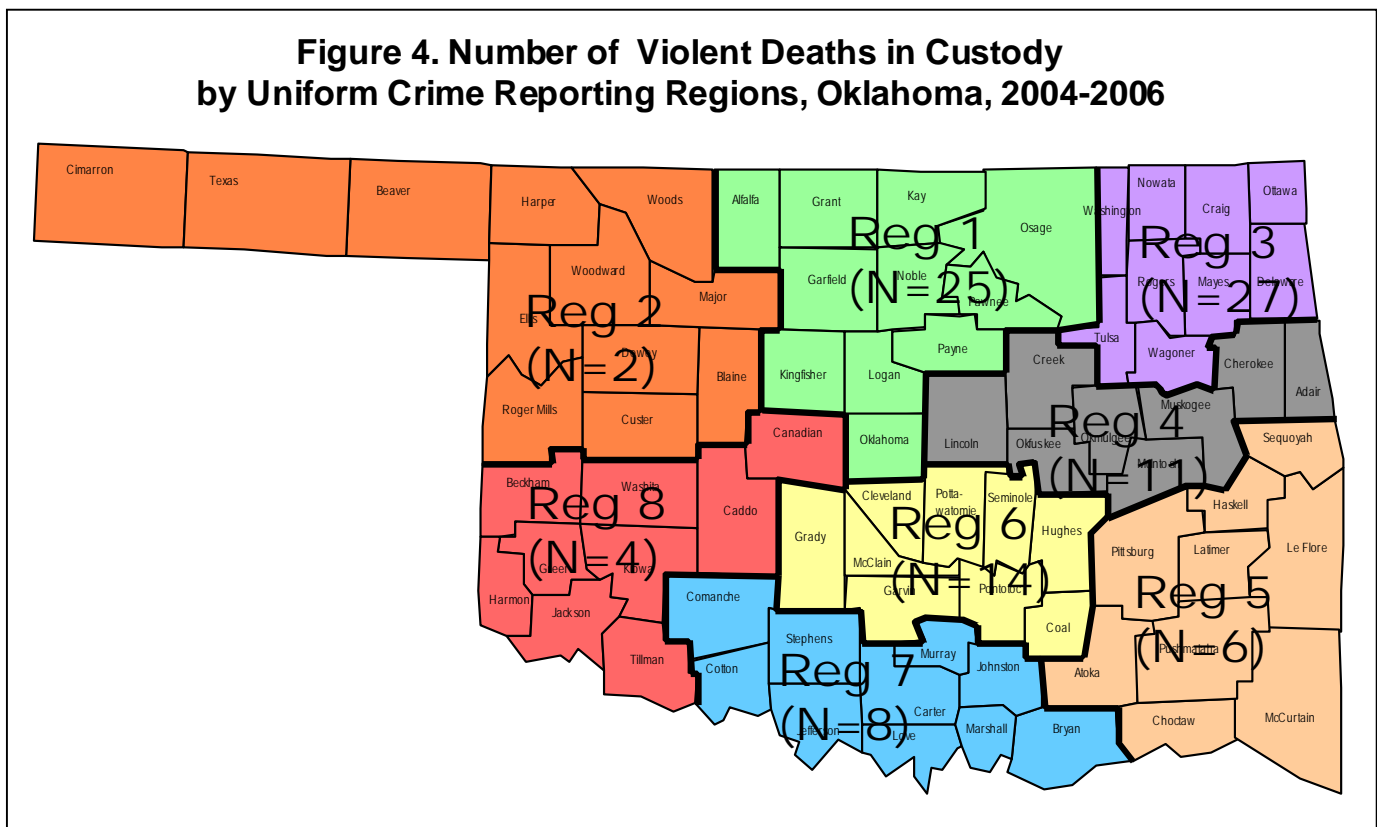 Figure 4. Number of Violent Deaths in Custody
by Uniform Crime Reporting Regions, Oklahoma, 2004-2006
Cimarron
Texas
Beaver
Harper
Woods
Woodward
Ellis
Major
Reg 2
(N=2)
Dewey
Blaine
Roger Mills
Custer
Alfalfa
Grant
Kay
Osage
Reg 1
(N=25)
Garfield
Noble
Pawnee
Payne
Kingfisher
Logan
Oklahoma
Washington
Nowata
Craig
Ottawa
Reg 3
(N=27)
Rogers
Mayes
Delaware
Tulsa
Wagoner
Creek
Cherokee
Adair
Muskogee
Reg 4
(N=11)
Lincoln
Okfuskee
Okmulgee
McIntosh
Canadian
Beckham
Washita
Caddo
Reg 8
(N=4)
Greer
Kiowa
Harmon
Jackson
Tillman
Cleveland
Potta-
watomie
Seminole
Hughes
Grady
McClain
Reg 6
(N=14)
Garvin
Pontotoc
Coal
Sequoyah
Haskell
Pittsburg
Latimer
Le Flore
Reg 5
(N=6)
Pushmataha
Atoka
Choctaw
McCurtain
Comanche
Cotton
Stephens
Murray
Johnston
Reg 7
(N=8)
Jefferson
Carter
Love
Marshall
Bryan